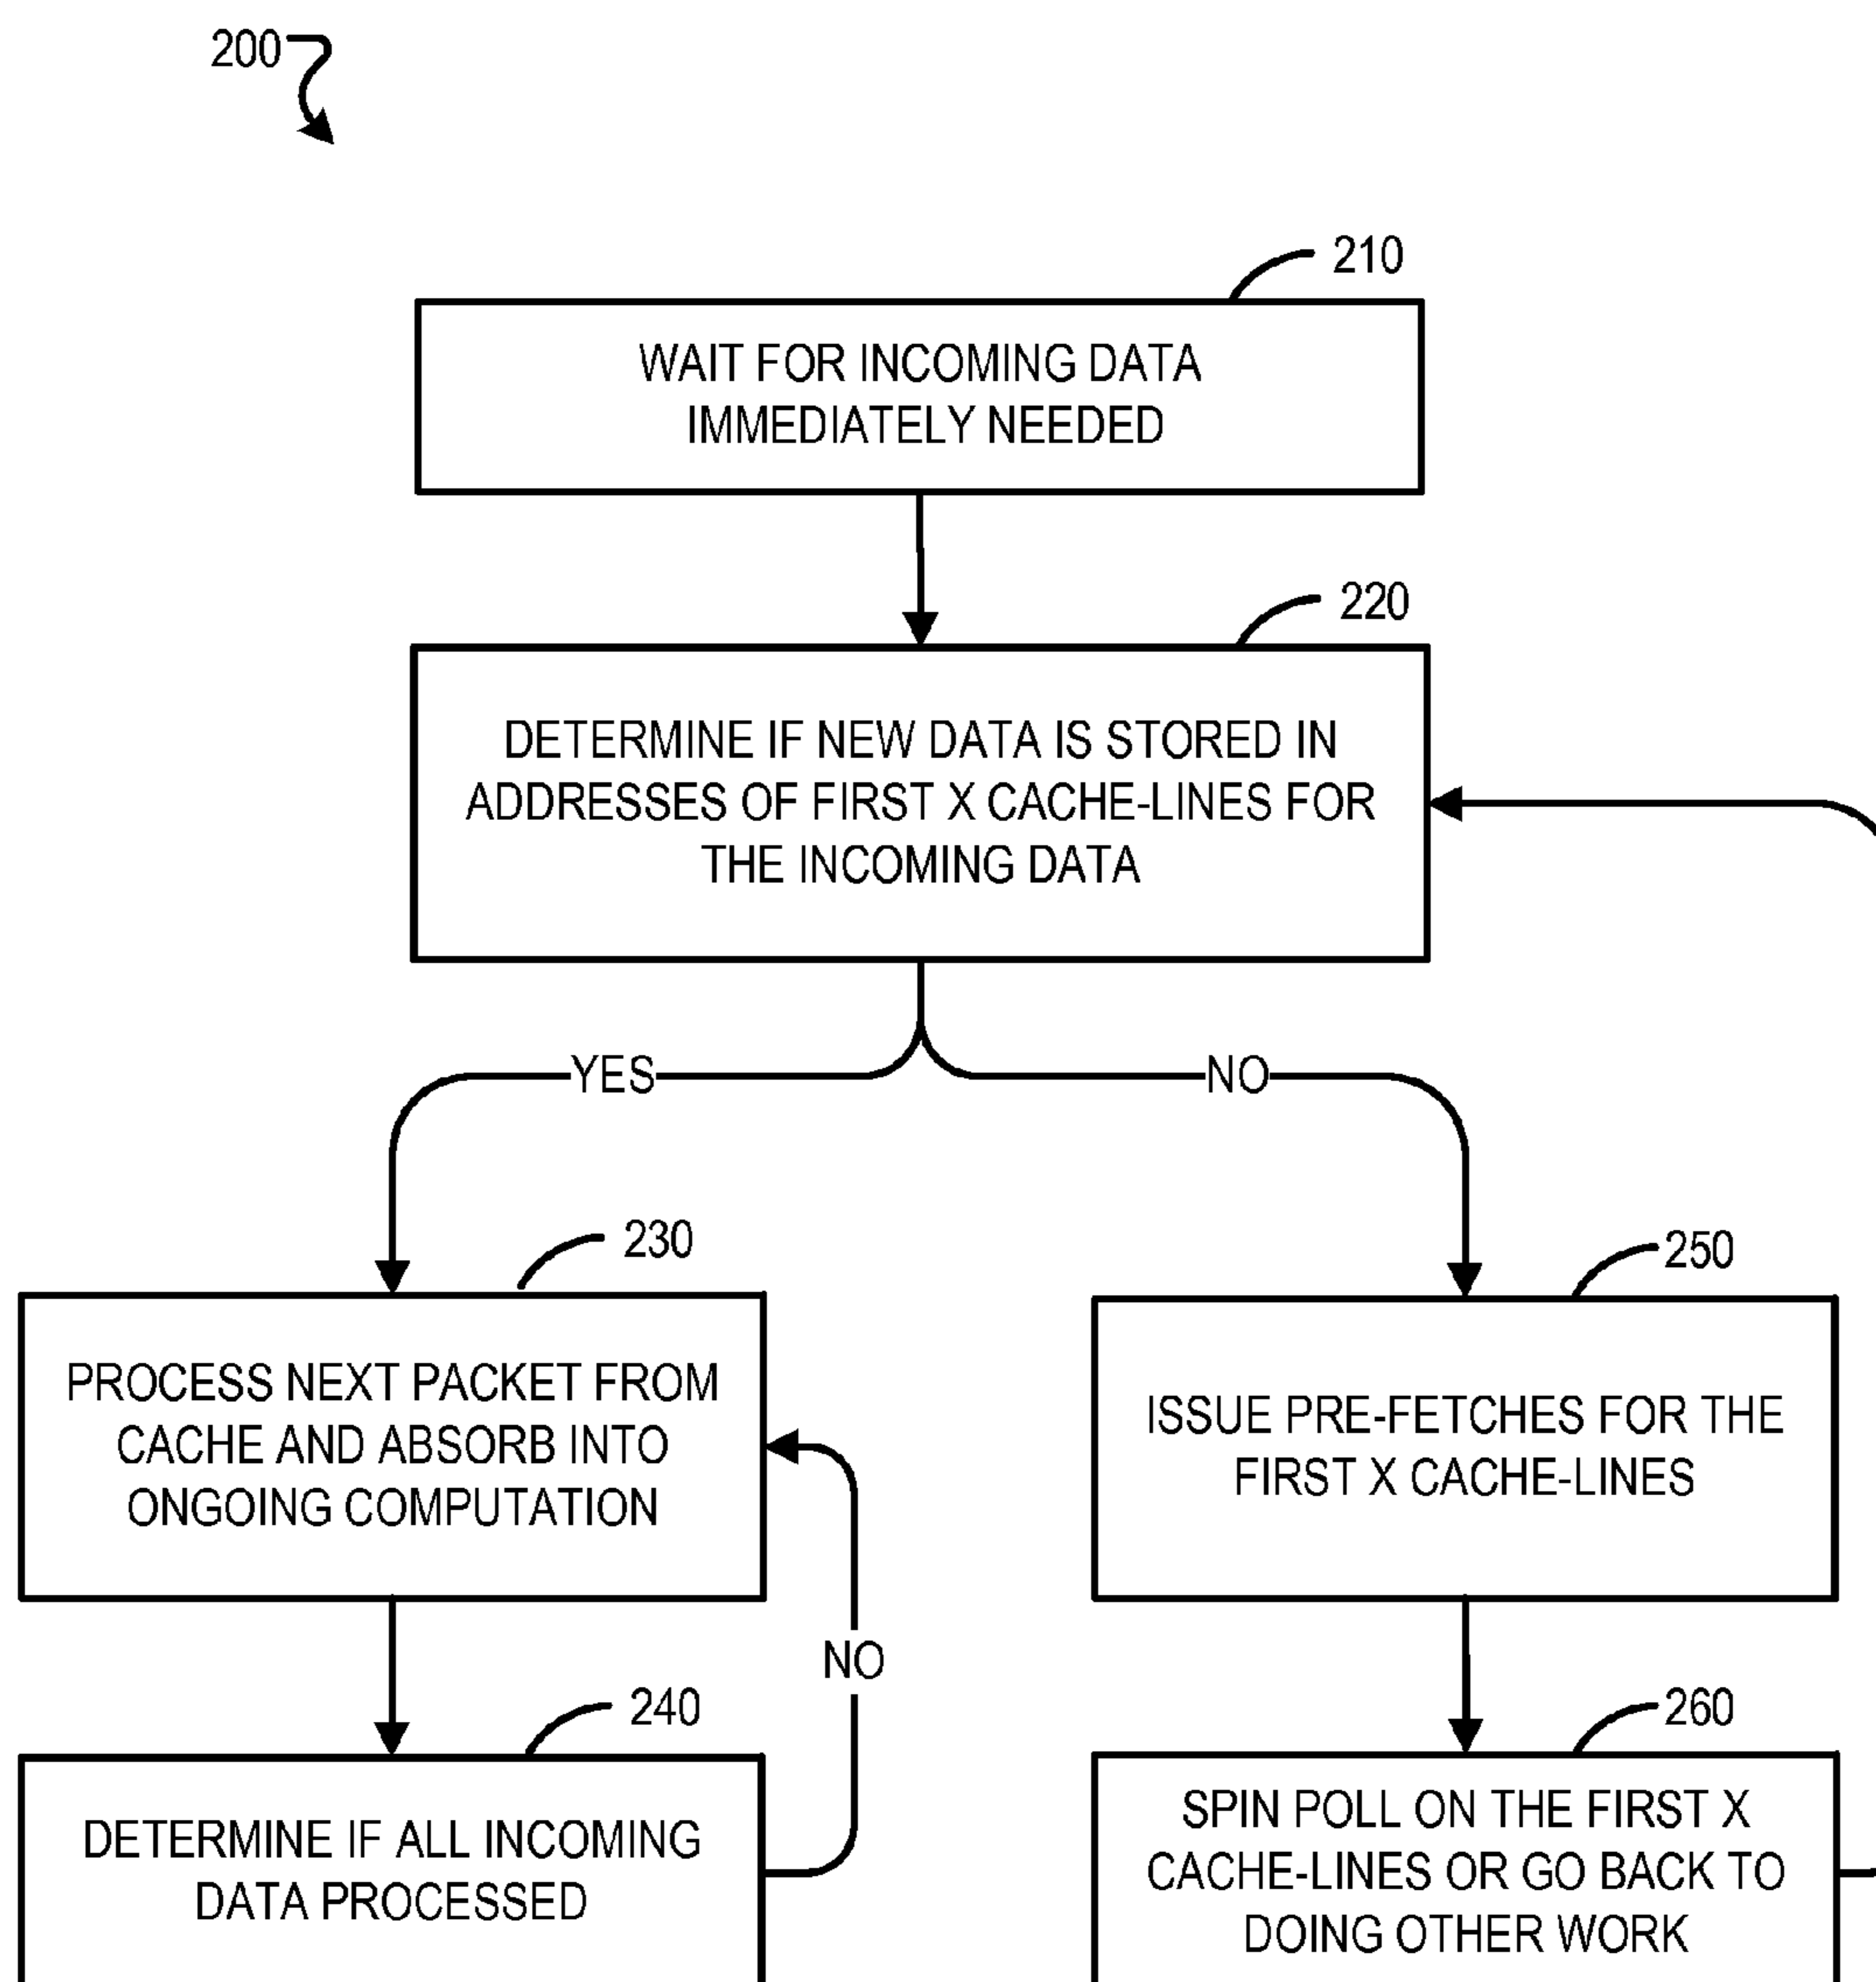 200
210
WAIT FOR INCOMING DATA
IMMEDIATELY NEEDED
220
DETERMINE IF NEW DATA IS STORED IN
ADDRESSES OF FIRST X CACHE-LINES FOR
THE INCOMING DATA
YES
NO
230
PROCESS NEXT PACKET FROM
CACHE AND ABSORB INTO
ONGOING COMPUTATION
250
ISSUE PRE-FETCHES FOR THE
FIRST X CACHE-LINES
NO
240
DETERMINE IF ALL INCOMING
DATA PROCESSED
260
SPIN POLL ON THE FIRST X
CACHE-LINES OR GO BACK TO
DOING OTHER WORK